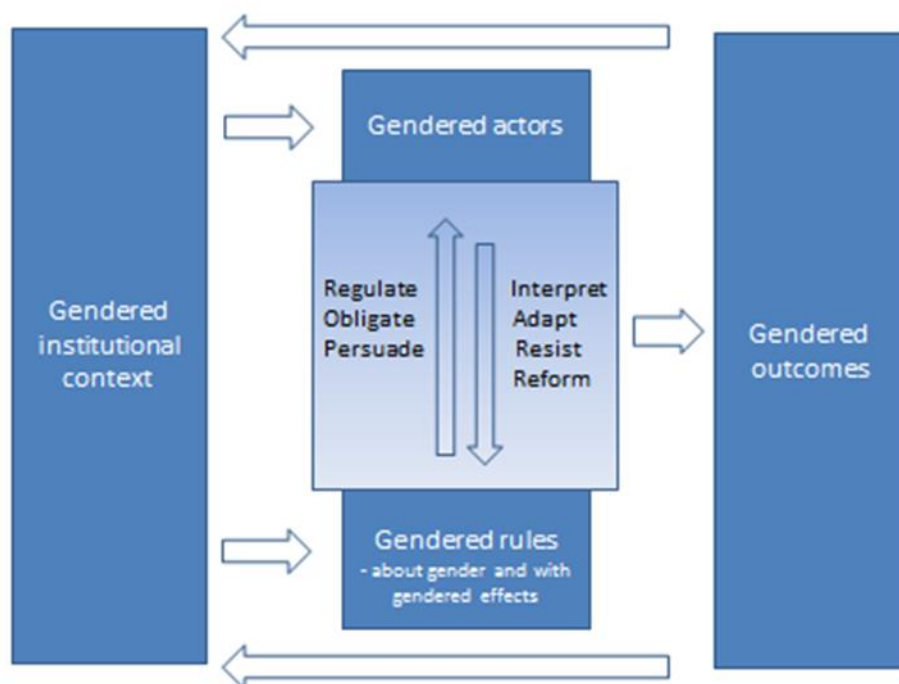 Gendered
institutional
context
Gendered actors
Regulate
Obligate
Persuade
Interpret
Adapt
Resist
Reform
Gendered rules
- about gender and with
gendered effects
Gendered
outcomes